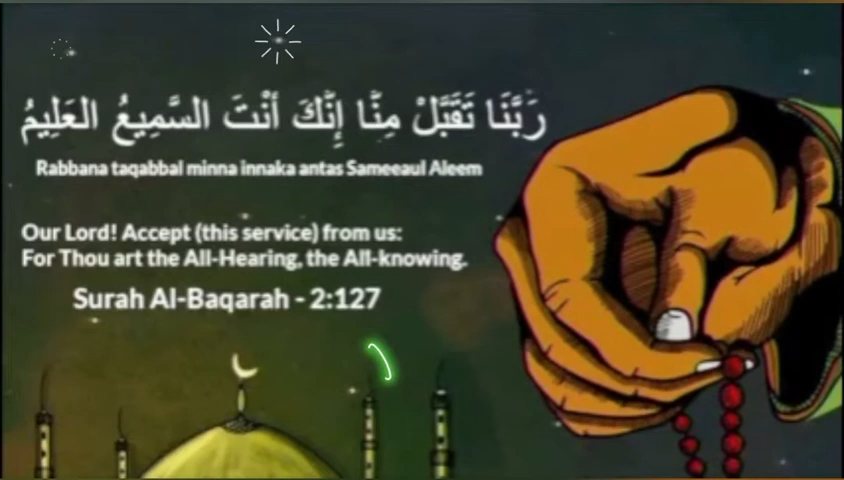 رَبَّنَا تَقَبَّلْ مِنَّا إِنَّكَ أَنْتَ السَّمِيعُ العَلِيمُ
Rabbana taqabbal minna innaka antas Sameeaul Aleem
Our Lord! Accept (this service) from us:
For Thou art the All-Hearing, the All-knowing.
Surah Al-Baqarah - 2:127